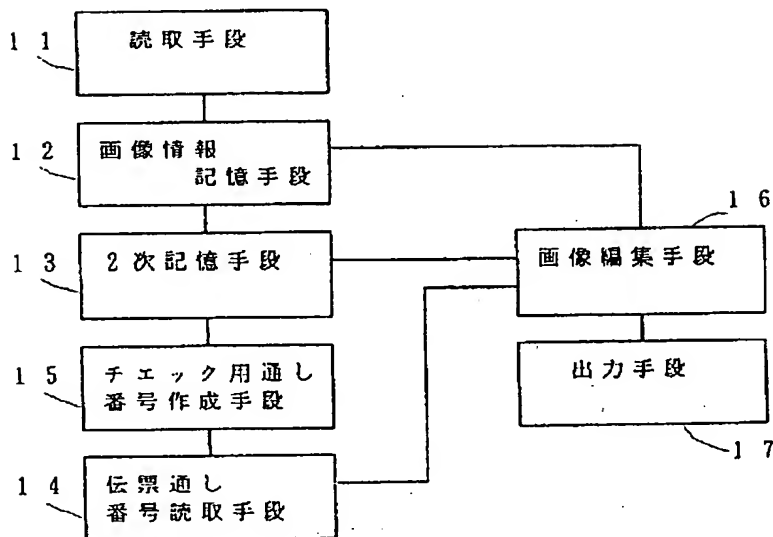 11
読取手段
12
画像情報
記憶手段
13
2次記憶手段
15
チェック用通し
番号作成手段
14
伝票通し
番号読取手段
16
画像編集手段
出力手段
17